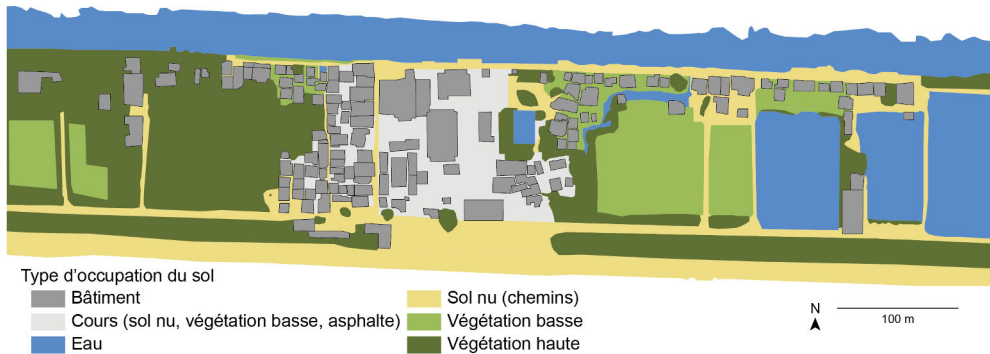 Type d'occupation du sol
Bâtiment
Cours (sol nu, végétation basse, asphalte)
Eau
Sol nu (chemins)
Végétation basse
Végétation haute
N
100 m